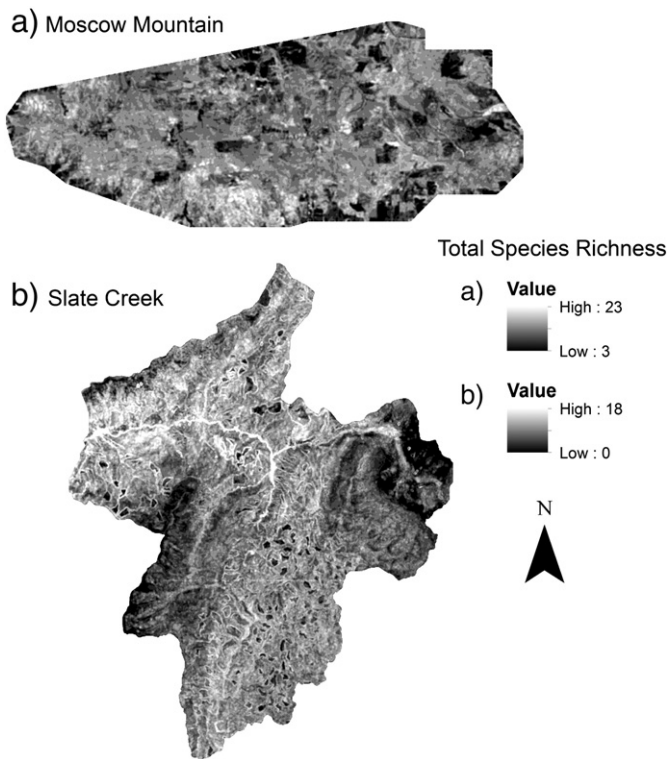 a) Moscow Mountain
Total Species Richness
b) Slate Creek
a) Value
High : 23
Low : 3
b) Value
High : 18
Low : 0
N